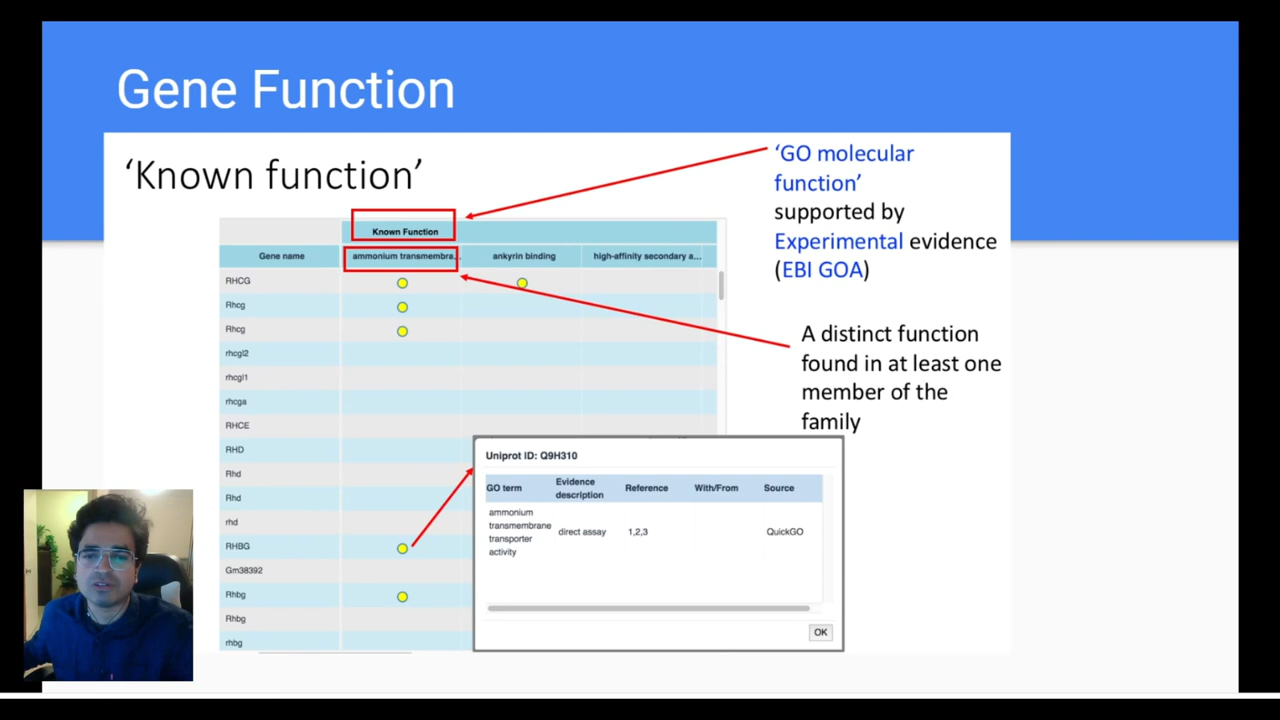 Gene Function
‘Known function’
‘GO molecular
function’
supported by
Experimental evidence
(EBI GOA)
A distinct function
found in at least one
member of the
family
Known Function
Gene name ammonium transmembra... ankyrin binding high-affinity secondary a...
RHCG
Rhcg
Rhcg
rhcgl2
rhcgl1
rhcga
RHCE
RHD
Rhd
Rhd
rhd
RHBG
Gm38392
Rhbg
Rhbg
rhbg
Uniprot ID: Q9H310
GO term Evidence description Reference With/From Source
ammonium
transmembrane
transporter
activity
direct assay 1,2,3 QuickGO
OK